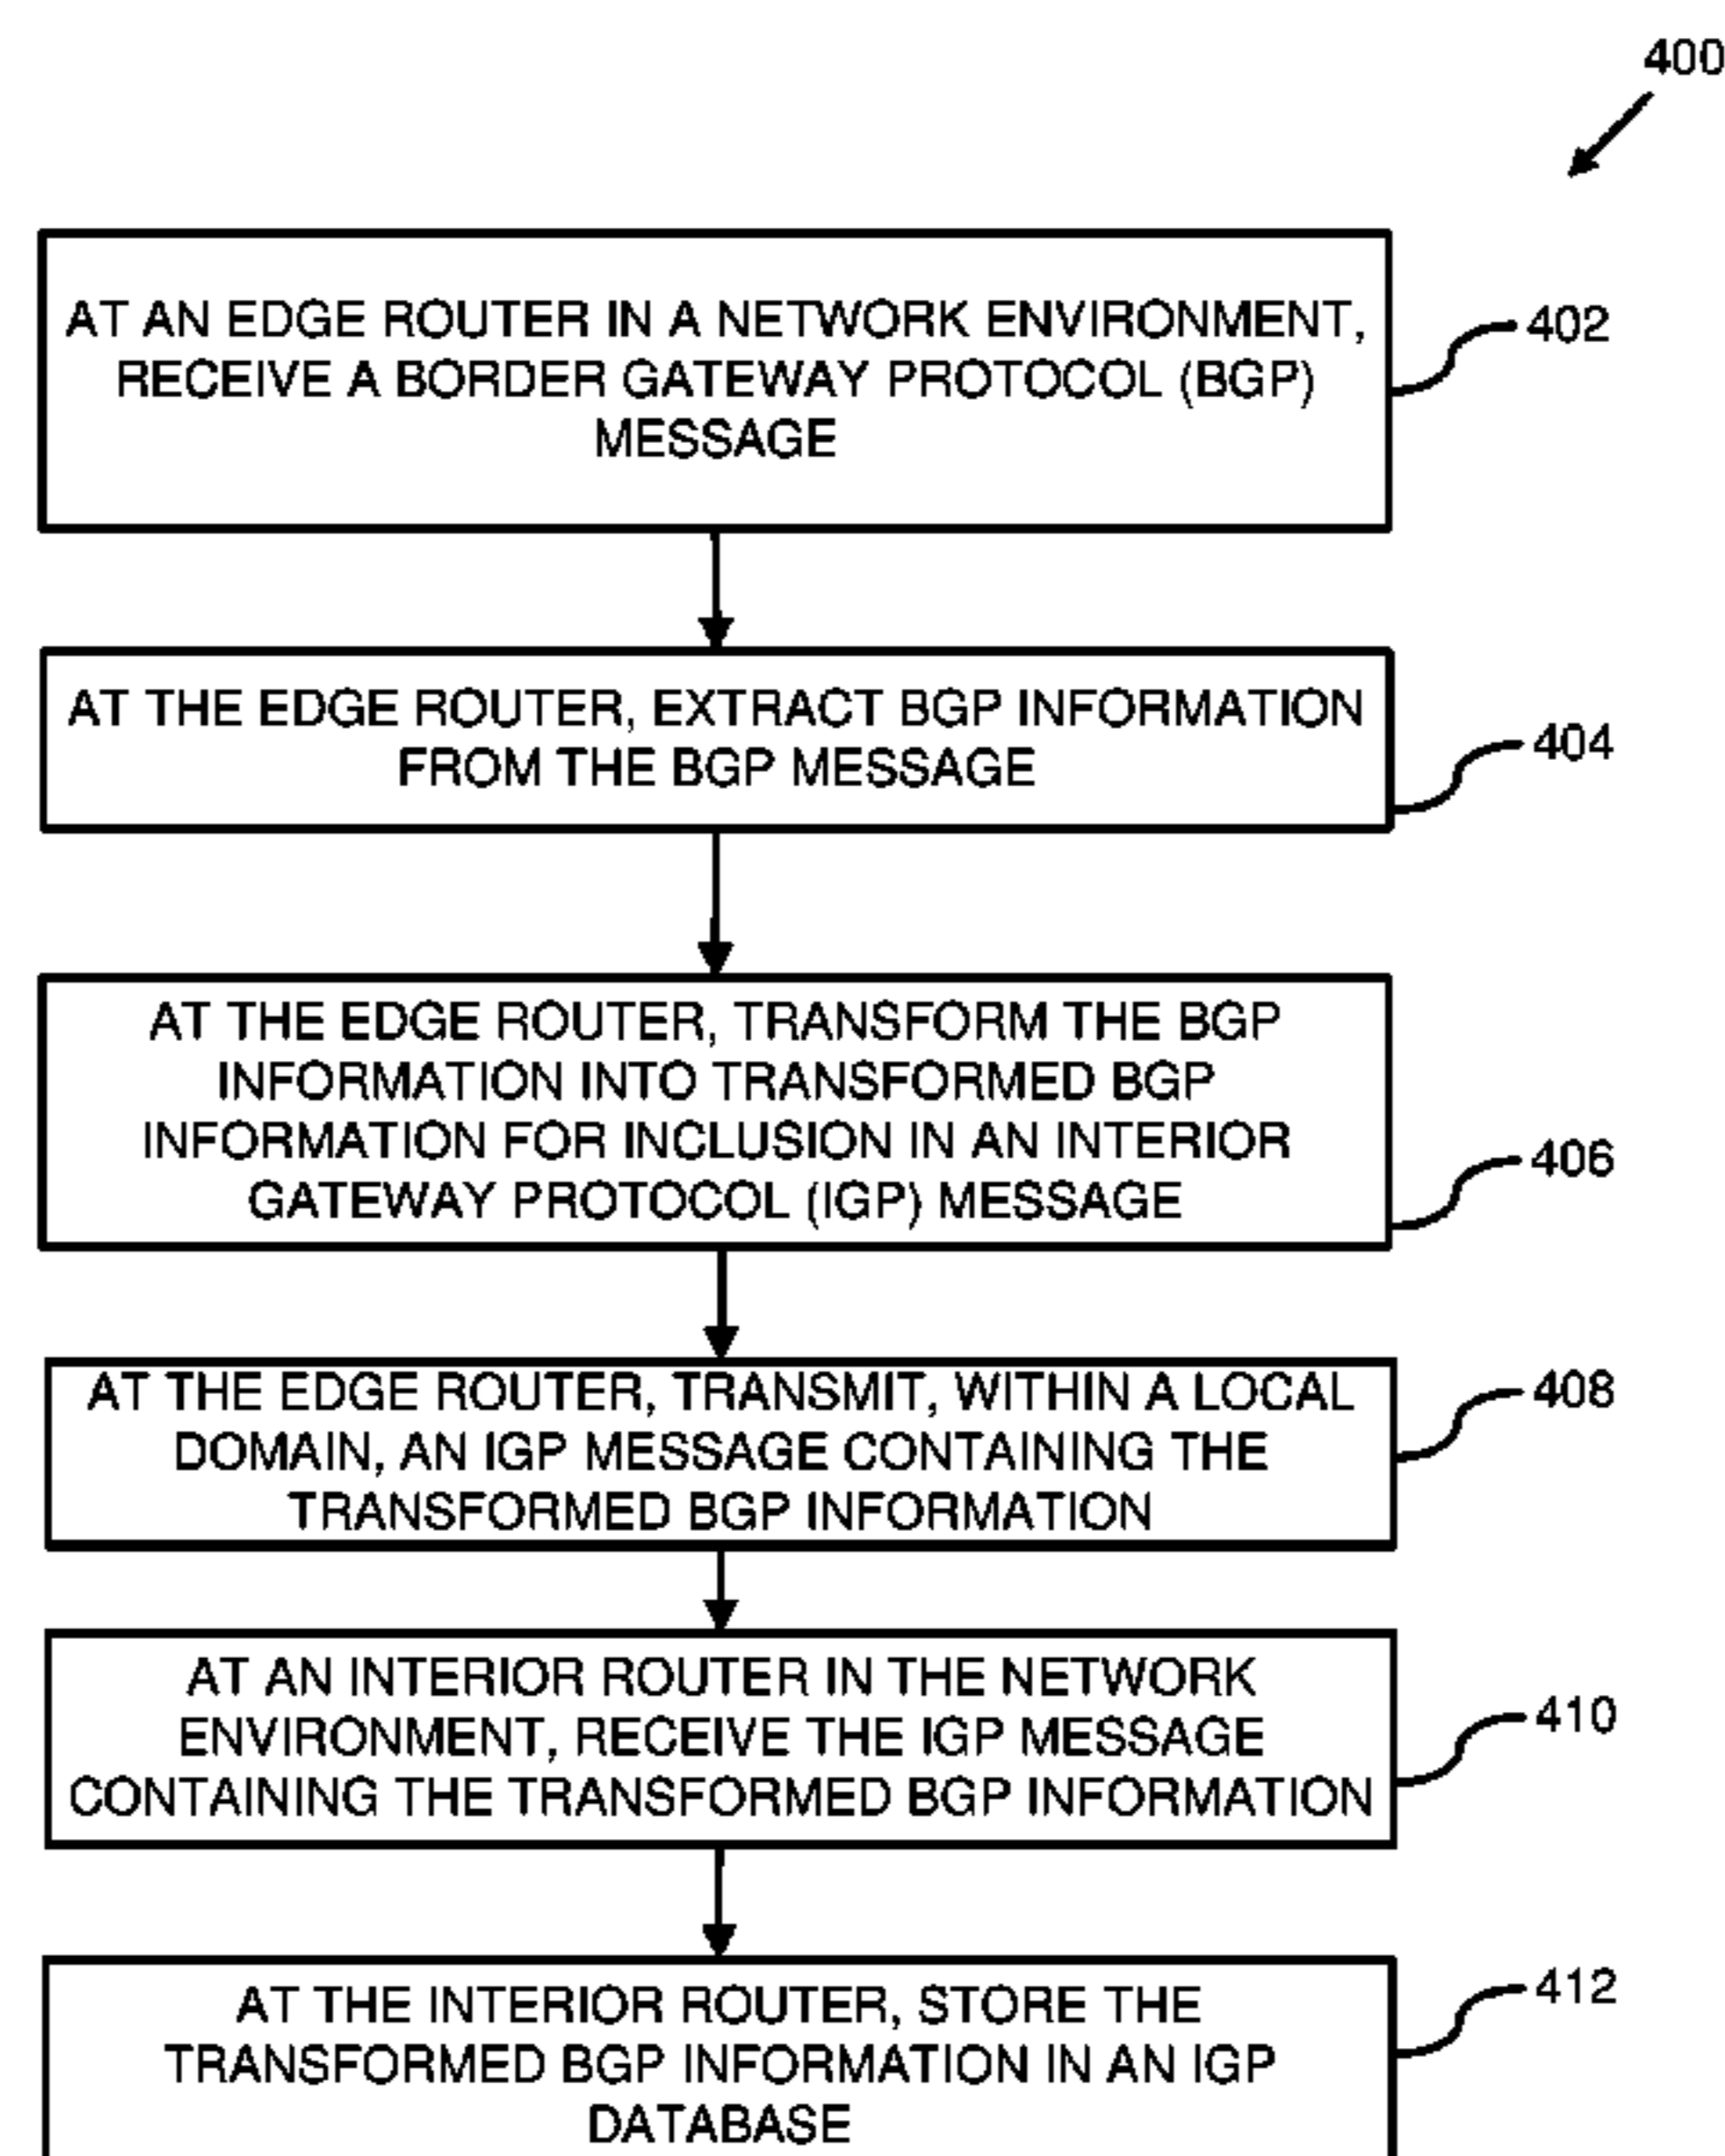 400
AT AN EDGE ROUTER IN A NETWORK ENVIRONMENT,
RECEIVE A BORDER GATEWAY PROTOCOL (BGP)
MESSAGE
402
AT THE EDGE ROUTER, EXTRACT BGP INFORMATION
FROM THE BGP MESSAGE
404
AT THE EDGE ROUTER, TRANSFORM THE BGP
INFORMATION INTO TRANSFORMED BGP
INFORMATION FOR INCLUSION IN AN INTERIOR
GATEWAY PROTOCOL (IGP) MESSAGE
406
AT THE EDGE ROUTER, TRANSMIT, WITHIN A LOCAL
DOMAIN, AN IGP MESSAGE CONTAINING THE
TRANSFORMED BGP INFORMATION
408
AT AN INTERIOR ROUTER IN THE NETWORK
ENVIRONMENT, RECEIVE THE IGP MESSAGE
CONTAINING THE TRANSFORMED BGP INFORMATION
410
AT THE INTERIOR ROUTER, STORE THE
TRANSFORMED BGP INFORMATION IN AN IGP
DATABASE
412